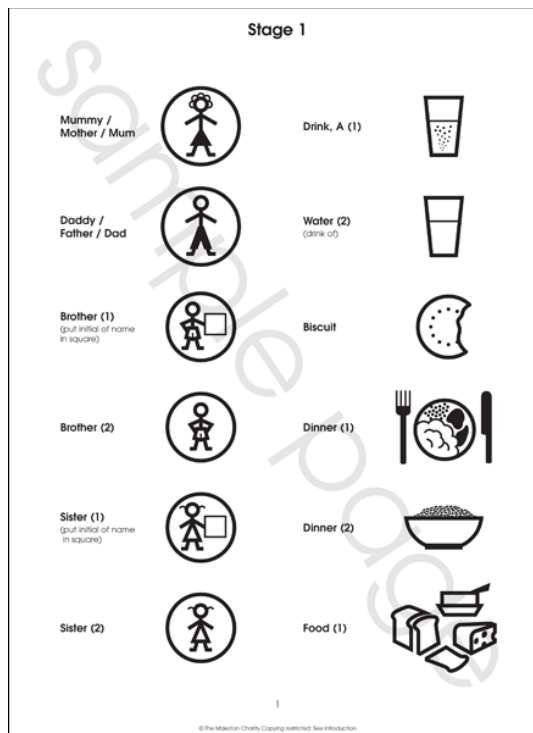 Stage 1
Mummy /
Mother / Mum
Drink, A (1)
Daddy /
Father / Dad
Water (2)
(drink of)
Brother (1)
(put initial of name
in square)
Biscuit
Brother (2)
Dinner (1)
Sister (1)
(put initial of name
in square)
Dinner (2)
Sister (2)
Food (1)
sample page
1
© The Makaton Charity Copying restricted: See Introduction